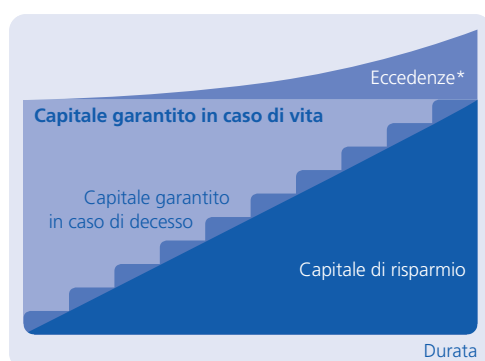 Eccedenze*
Capitale garantito in caso di vita
Capitale garantito
in caso di decesso
Capitale di risparmio
Durata